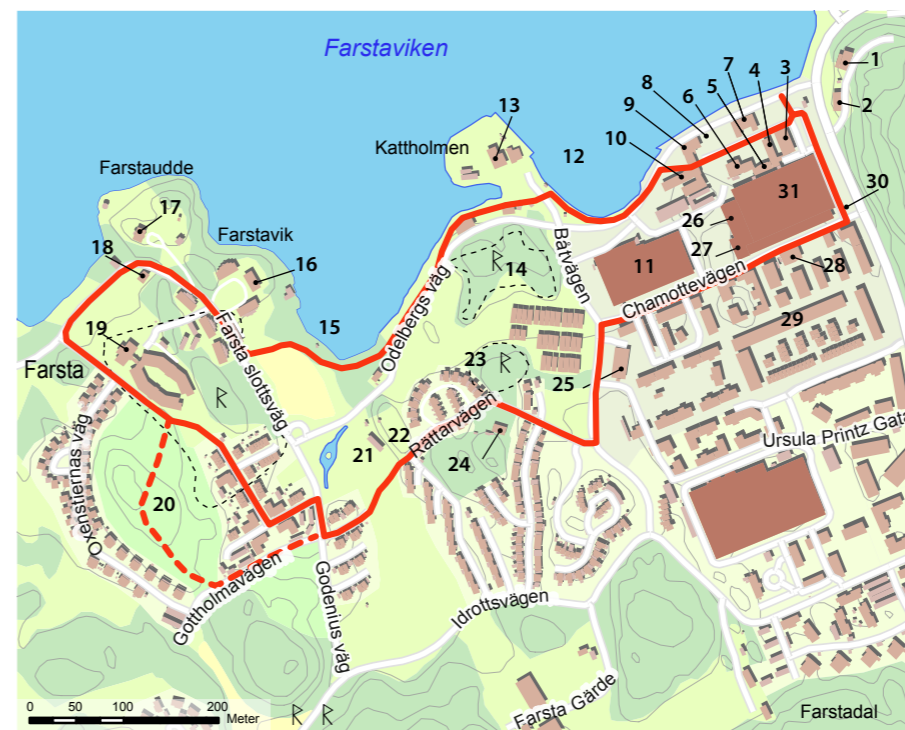 Farstaviken
1
2
3
4
5
7
8
6
9
10
13
Kattholmen
12
Farstaudde
17
Farstavik
18
16
31
30
26
27
Båtvägen
14
11
Chamottevägen
28
15
Odelbergs väg
29
19
Farsta
Farsta slottsväg
23
25
Rättarvägen
22
21
24
Ursula Printz Gata
Oxenstiernas väg
20
Gottholmavägen
Godenius väg
Idrottsvägen
Farsta Gärde
Farstadal
0 50 100 200
Meter